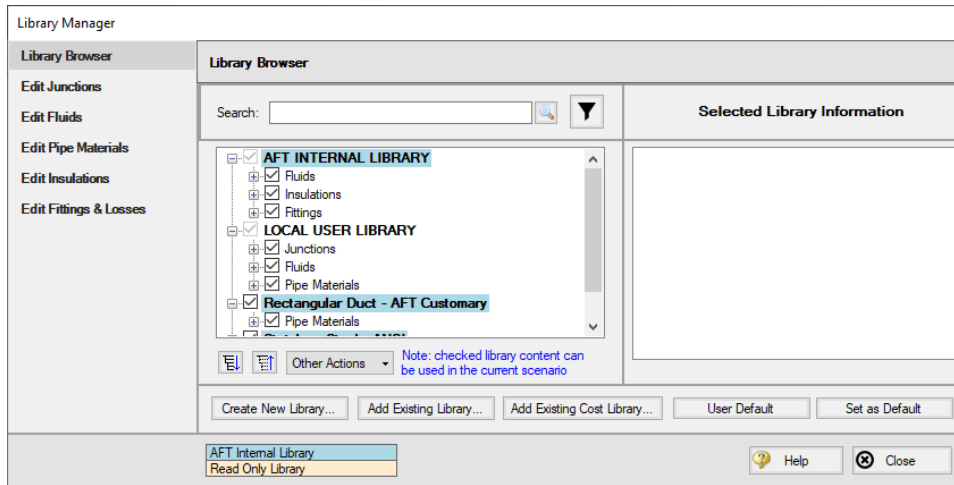 Library Manager
Library Browser
Edit Junctions
Edit Fluids
Edit Pipe Materials
Edit Insulations
Edit Fittings & Losses
Library Browser
Search:
Selected Library Information
AFT INTERNAL LIBRARY
Fluids
Insulations
Fittings
LOCAL USER LIBRARY
Junctions
Fluids
Pipe Materials
Rectangular Duct - AFT Customary
Pipe Materials
Other Actions
Note: checked library content can
be used in the current scenario
Create New Library...
Add Existing Library...
Add Existing Cost Library...
User Default
Set as Default
AFT Internal Library
Read Only Library
Help
Close